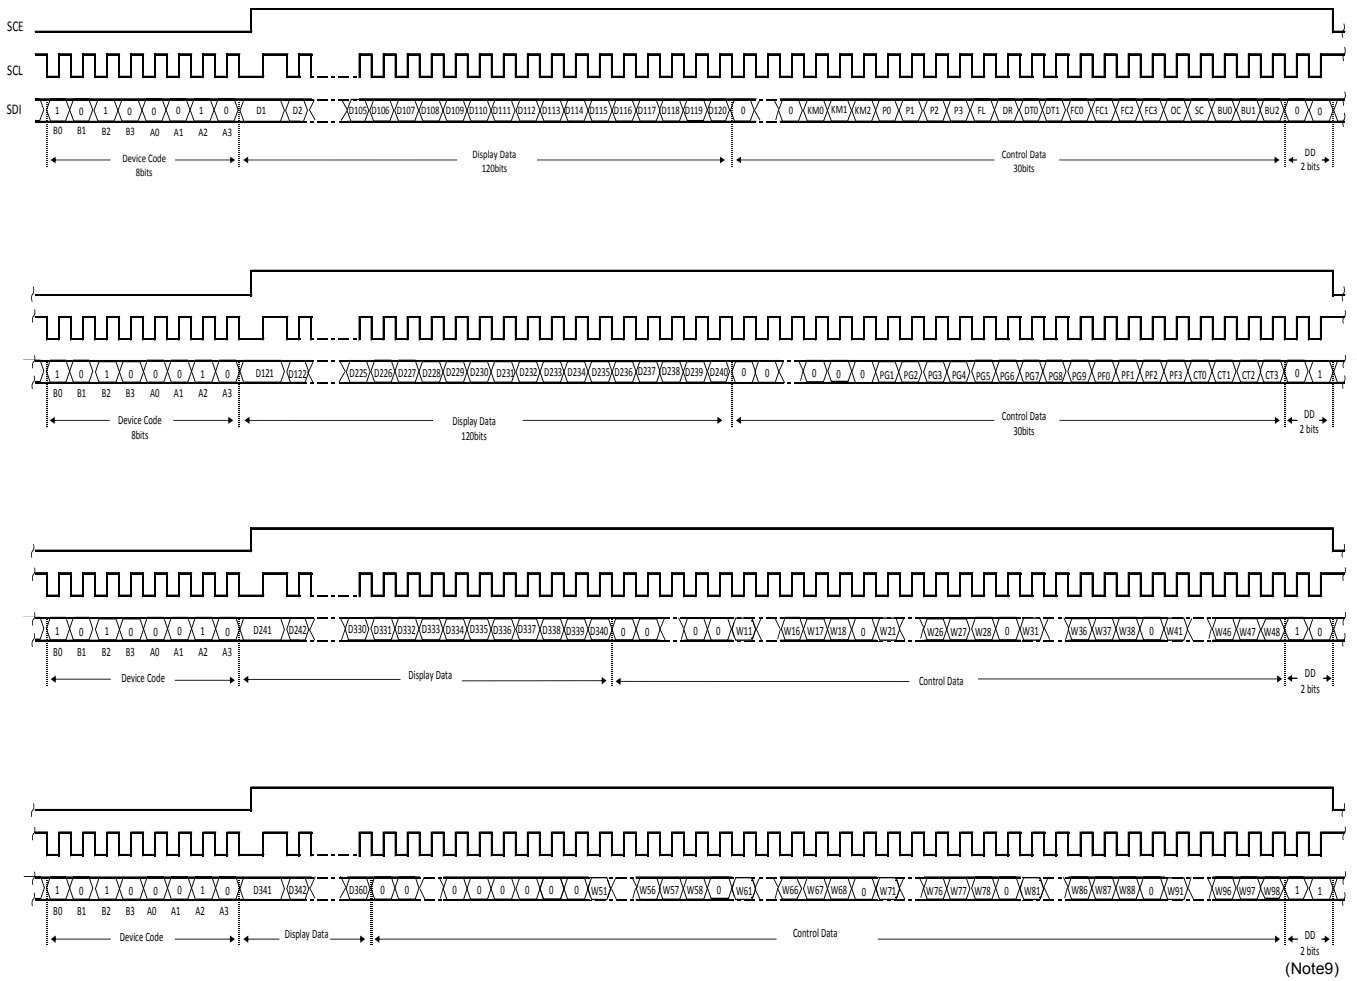 SCE
SCL
SDI 1 0 1 0 0 0 1 0 D1 D2 D105 D106 D107 D108 D109 D110 D111 D112 D113 D114 D115 D116 D117 D118 D119 D120 0 0 KM0 KM1 KM2 P0 P1 P2 P3 FL DR DT0 DT1 FC0 FC1 FC2 FC3 OC SC BU0 BU1 BU2 0 0
B0 B1 B2 B3 A0 A1 A2 A3
Device Code Display Data Control Data DD
8bits 120bits 30bits 2 bits
1 0 1 0 0 0 1 0 D121 D122 D225 D226 D227 D228 D229 D230 D231 D232 D233 D234 D235 D236 D237 D238 D239 D240 0 0 0 0 0 PG1 PG2 PG3 PG4 PG5 PG6 PG7 PG8 PG9 PF0 PF1 PF2 PF3 CT0 CT1 CT2 CT3 0 1
B0 B1 B2 B3 A0 A1 A2 A3
Device Code Display Data Control Data DD
8bits 120bits 30bits 2 bits
1 0 1 0 0 0 1 0 D241 D242 D330 D331 D332 D333 D334 D335 D336 D337 D338 D339 D340 0 0 0 0 W11 W16 W17 W18 0 W21 W26 W27 W28 0 W31 W36 W37 W38 0 W41 W46 W47 W48 1 0
B0 B1 B2 B3 A0 A1 A2 A3
Device Code Display Data Control Data DD
2 bits
1 0 1 0 0 0 1 0 D341 D342 D360 0 0 0 0 0 0 0 0 W51 W56 W57 W58 0 W61 W66 W67 W68 0 W71 W76 W77 W78 0 W81 W86 W87 W88 0 W91 W96 W97 W98 1 1
B0 B1 B2 B3 A0 A1 A2 A3
Device Code Display Data Control Data DD
2 bits
(Note9)